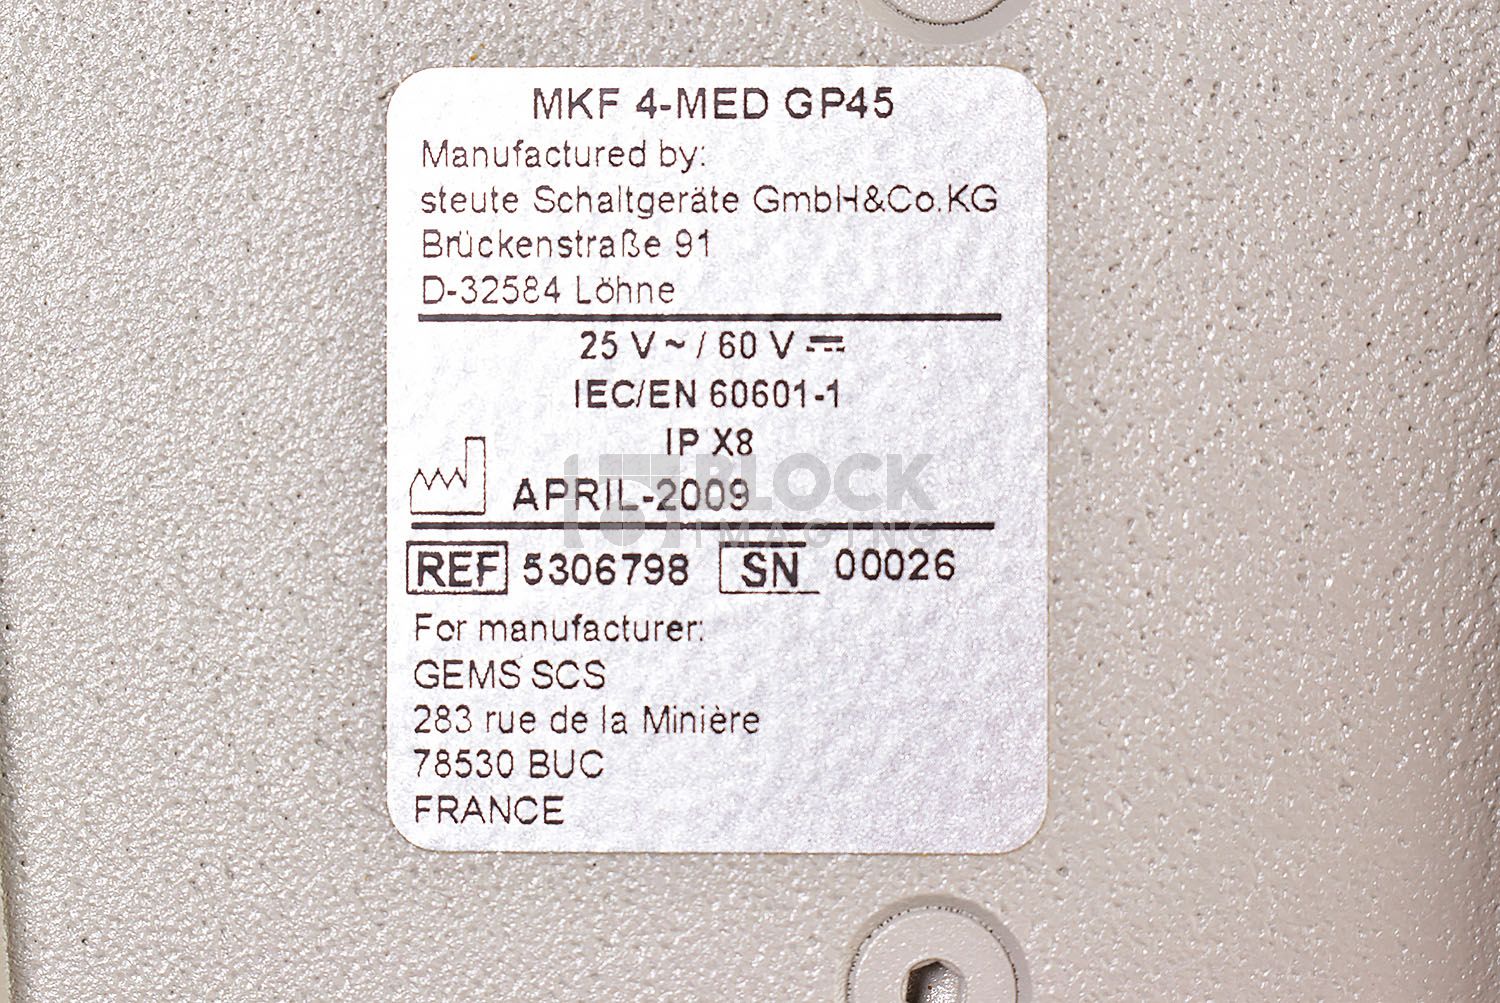 MKF 4-MED GP45
Manufactured by:
steute Schaltgeräte GmbH&Co.KG
Brückenstraße 91
D-32584 Löhne
25 V ~ / 60 V ⎓
IEC/EN 60601-1
IP X8
APRIL-2009
BLOCK
IMAGING
REF 5306798 SN 00026
For manufacturer:
GEMS SCS
283 rue de la Minière
78530 BUC
FRANCE